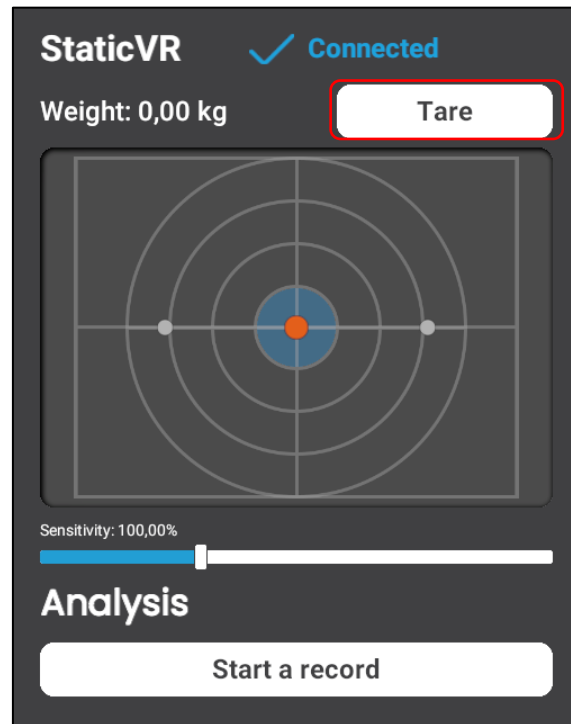 StaticVR Connected
Weight: 0,00 kg Tare
Sensitivity: 100,00%
Analysis
Start a record